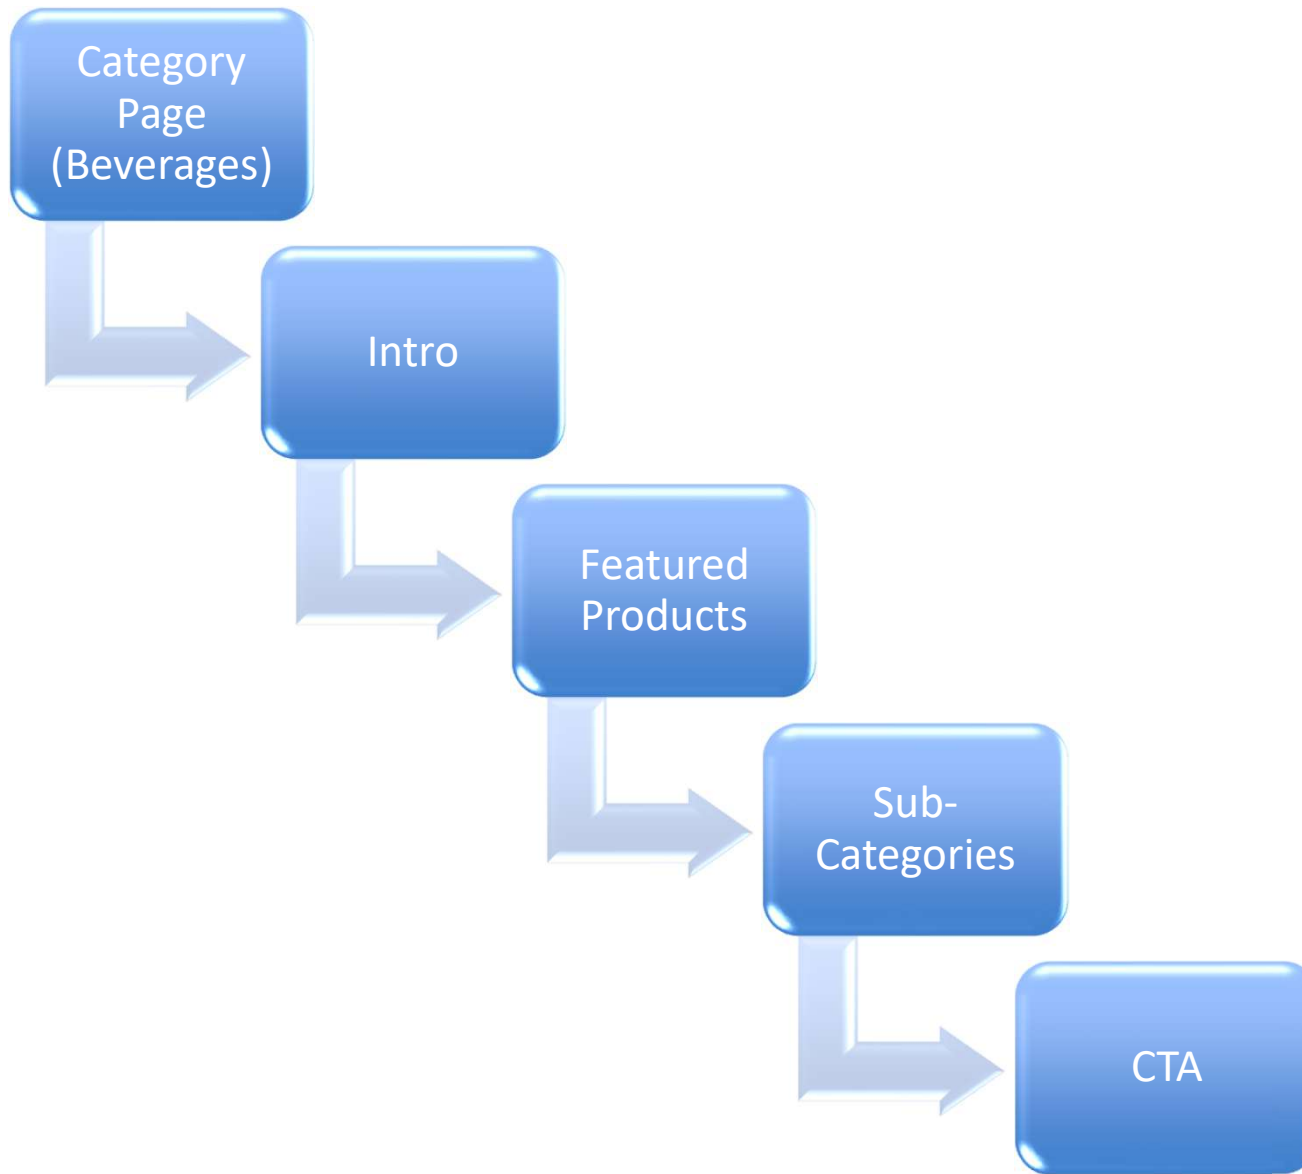 Category
Page
(Beverages)
Intro
Featured
Products
Sub-
Categories
CTA